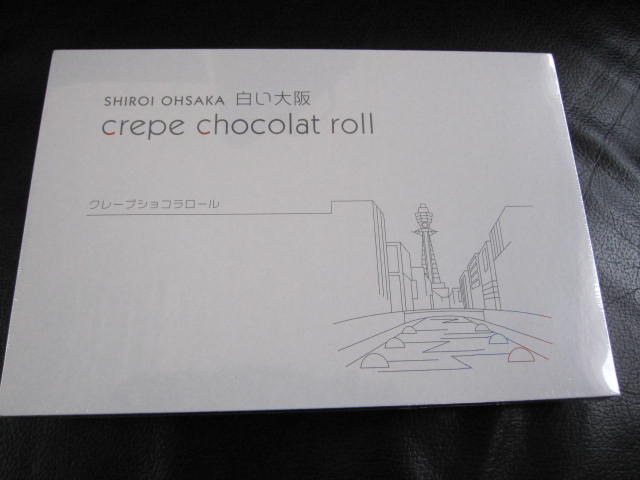 SHIROI OHSAKA 白い大阪
crepe chocolat roll
クレープショコラロール